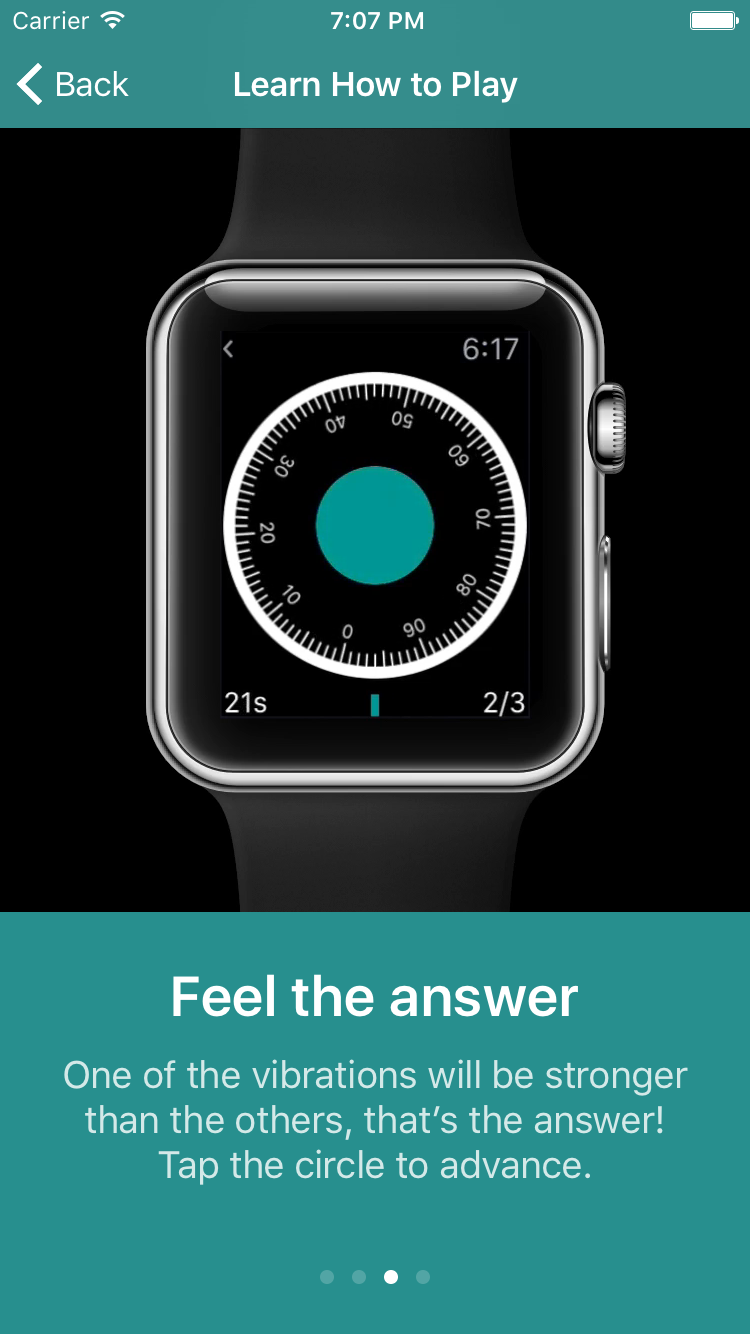 Carrier 7:07 PM
Back Learn How to Play
6:17
40 50
30 60
20 70
10 80
0 90
21s 2/3
Feel the answer
One of the vibrations will be stronger
than the others, that’s the answer!
Tap the circle to advance.